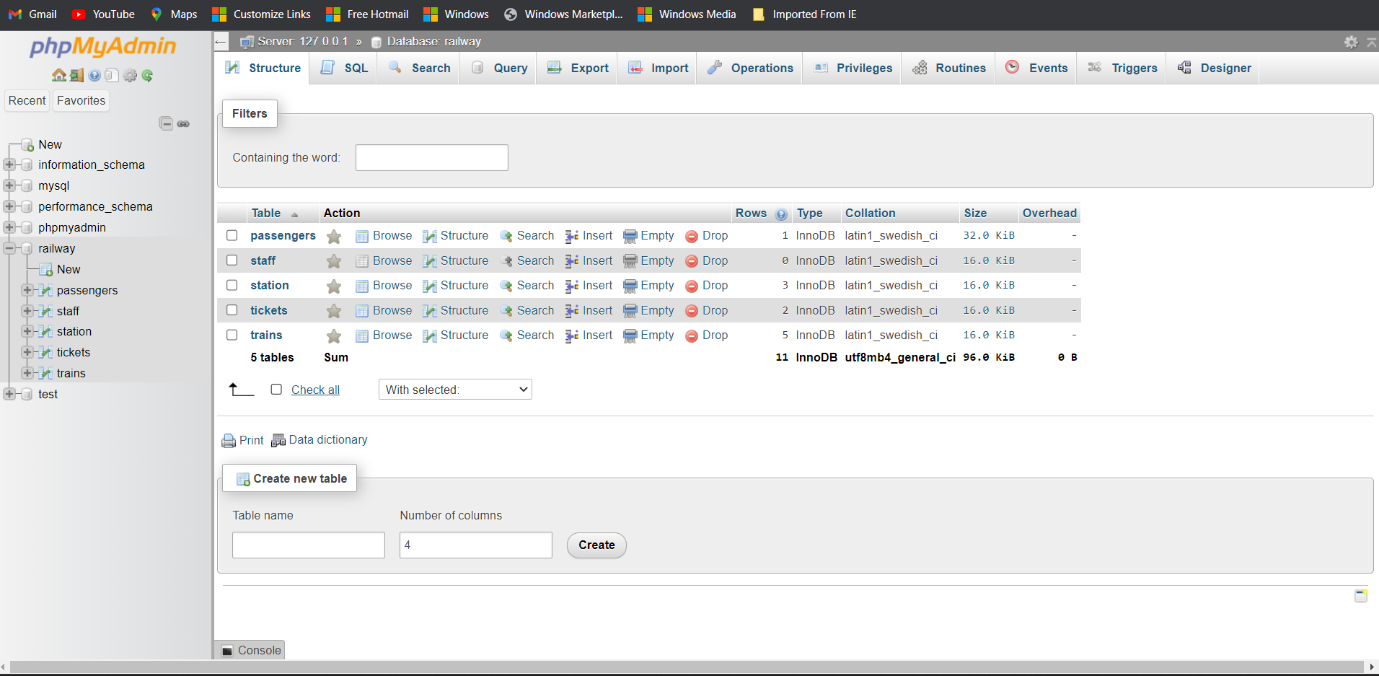 Gmail YouTube Maps Customize Links Free Hotmail Windows Windows Marketpl... Windows Media Imported From IE
phpMyAdmin
Recent Favorites
New
information_schema
mysql
performance_schema
phpmyadmin
railway
New
passengers
staff
station
tickets
trains
test
Server: 127.0.0.1 » Database: railway
Structure SQL Search Query Export Import Operations Privileges Routines Events Triggers Designer
Filters
Containing the word:
Table Action Rows Type Collation Size Overhead
passengers Browse Structure Search Insert Empty Drop 1 InnoDB latin1_swedish_ci 32.0 KiB -
staff Browse Structure Search Insert Empty Drop 0 InnoDB latin1_swedish_ci 16.0 KiB -
station Browse Structure Search Insert Empty Drop 3 InnoDB latin1_swedish_ci 16.0 KiB -
tickets Browse Structure Search Insert Empty Drop 2 InnoDB latin1_swedish_ci 16.0 KiB -
trains Browse Structure Search Insert Empty Drop 5 InnoDB latin1_swedish_ci 16.0 KiB -
5 tables Sum 11 InnoDB utf8mb4_general_ci 96.0 KiB 0 B
Check all With selected:
Print Data dictionary
Create new table
Table name Number of columns
4 Create
Console